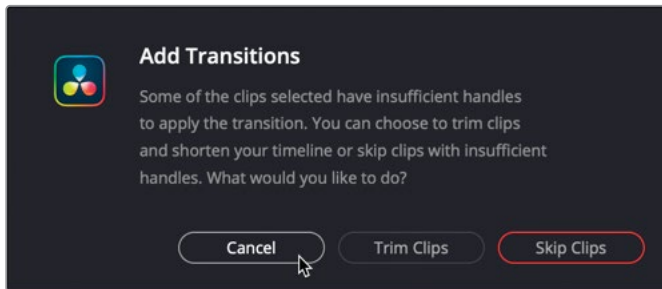 Add Transitions
Some of the clips selected have insufficient handles
to apply the transition. You can choose to trim clips
and shorten your timeline or skip clips with insufficient
handles. What would you like to do?
Cancel Trim Clips Skip Clips